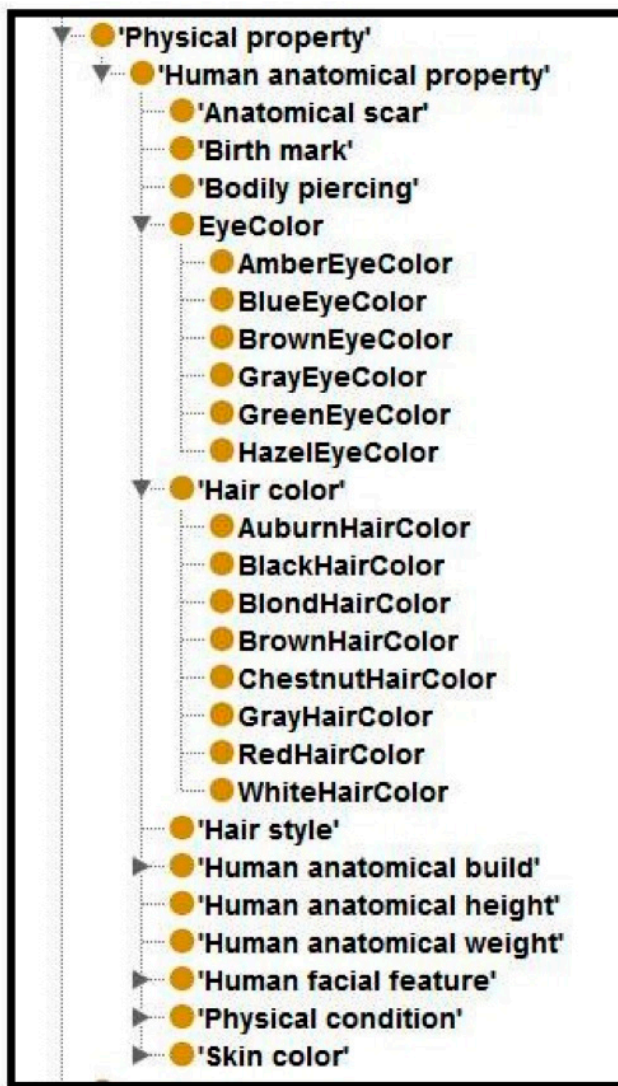 'Physical property'
'Human anatomical property'
'Anatomical scar'
'Birth mark'
'Bodily piercing'
EyeColor
AmberEyeColor
BlueEyeColor
BrownEyeColor
GrayEyeColor
GreenEyeColor
HazelEyeColor
'Hair color'
AuburnHairColor
BlackHairColor
BlondHairColor
BrownHairColor
ChestnutHairColor
GrayHairColor
RedHairColor
WhiteHairColor
'Hair style'
'Human anatomical build'
'Human anatomical height'
'Human anatomical weight'
'Human facial feature'
'Physical condition'
'Skin color'